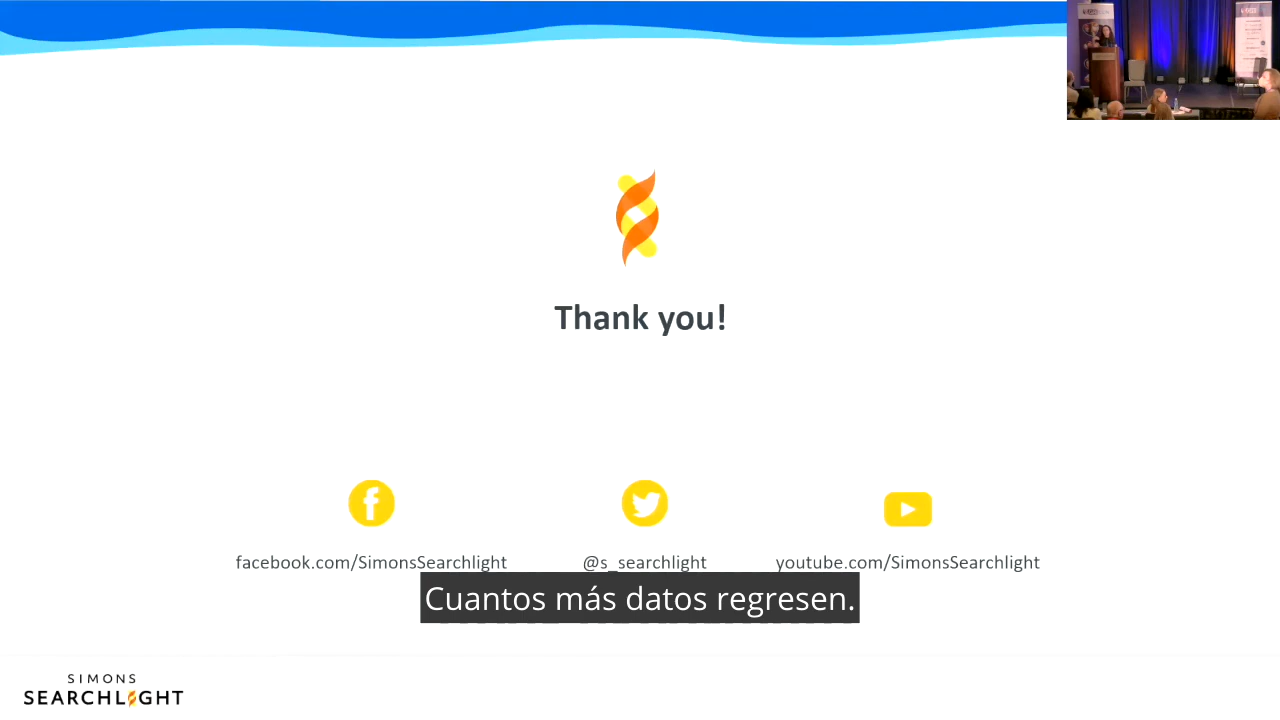 Thank you!
facebook.com/SimonsSearchlight
@s_searchlight
youtube.com/SimonsSearchlight
Cuantos más datos regresen.
SIMONS
SEARCHLIGHT